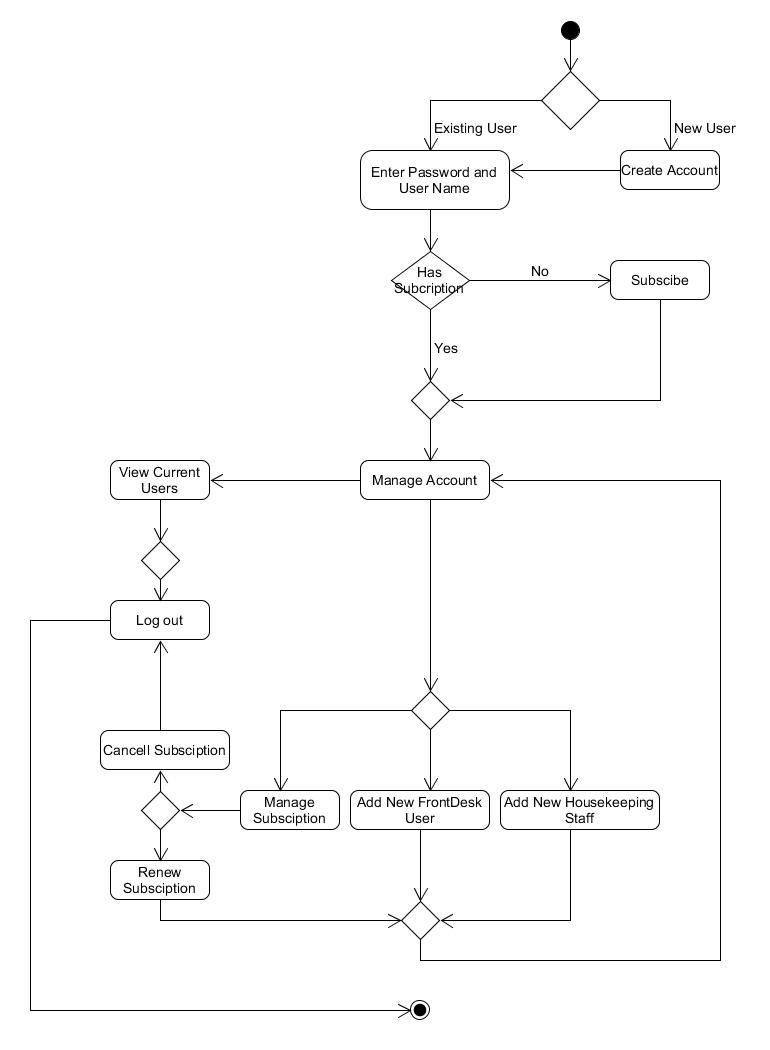 Existing User
New User
Enter Password and
User Name
Create Account
Has
Subcription
No
Subscibe
Yes
View Current
Users
Manage Account
Log out
Cancell Subsciption
Manage
Subsciption
Add New FrontDesk
User
Add New Housekeeping
Staff
Renew
Subsciption